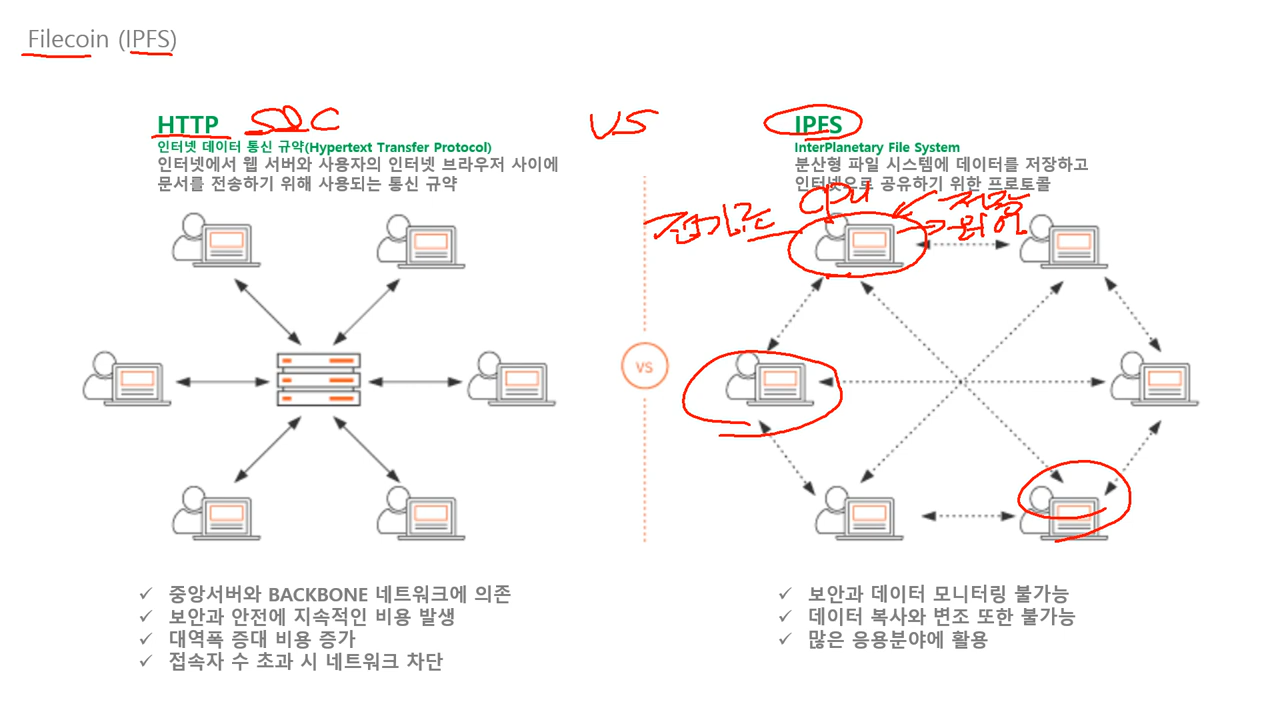 Filecoin (IPFS)
HTTP
VS
IPFS
인터넷 데이터 통신 규약(Hypertext Transfer Protocol)
인터넷에서 웹 서버와 사용자의 인터넷 브라우저 사이에
문서를 전송하기 위해 사용되는 통신 규약
InterPlanetary File System
분산형 파일 시스템에 데이터를 저장하고
인터넷으로 공유하기 위한 프로토콜
CPU
전기료
VS
✓ 중앙서버와 BACKBONE 네트워크에 의존
✓ 보안과 안전에 지속적인 비용 발생
✓ 대역폭 증대 비용 증가
✓ 접속자 수 초과 시 네트워크 차단
✓ 보안과 데이터 모니터링 불가능
✓ 데이터 복사와 변조 또한 불가능
✓ 많은 응용분야에 활용